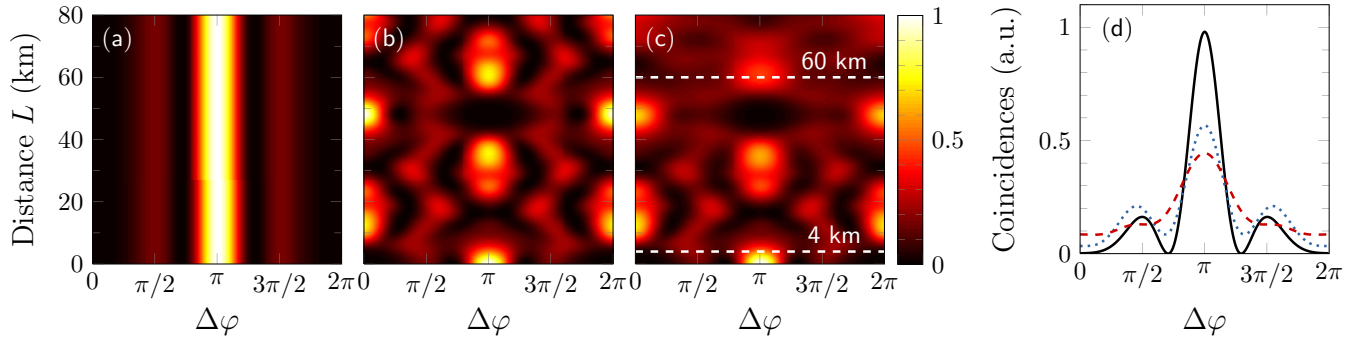 (a) (b) (c) (d)
Distance L (km)
80
60
40
20
0
0 π/2 π 3π/2 2π
Δφ
0 π/2 π 3π/2 2π
Δφ
60 km
4 km
0 π/2 π 3π/2 2π
Δφ
1
0.5
0
Coincidences (a.u.)
1
0.5
0
0 π/2 π 3π/2 2π
Δφ